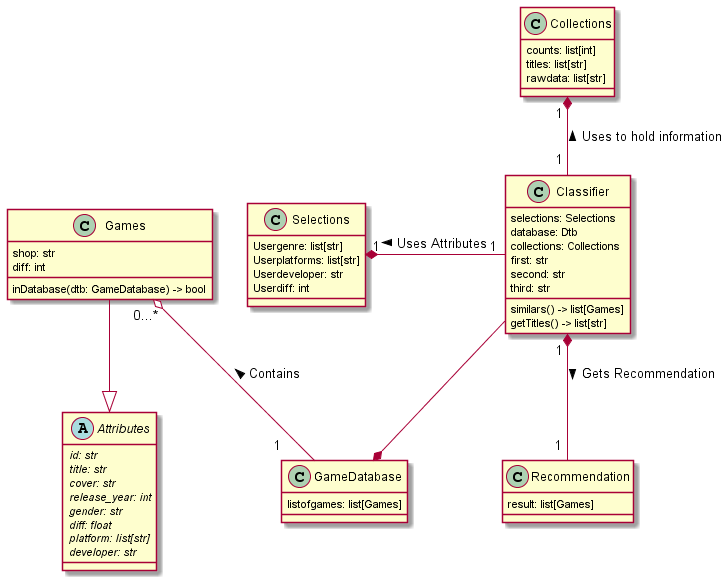 C Collections
counts: list[int]
titles: list[str]
rawdata: list[str]
1
Uses to hold information
1
C Classifier
selections: Selections
database: Dtb
collections: Collections
first: str
second: str
third: str
similars() -> list[Games]
getTitles() -> list[str]
C Games
shop: str
diff: int
inDatabase(dtb: GameDatabase) -> bool
C Selections
Usergenre: list[str]
Userplatforms: list[str]
Userdeveloper: str
Userdiff: int
1 Uses Attributes 1
0...*
Contains
1
1
Gets Recommendation
1
A Attributes
id: str
title: str
cover: str
release_year: int
gender: str
diff: float
platform: list[str]
developer: str
C GameDatabase
listofgames: list[Games]
C Recommendation
result: list[Games]